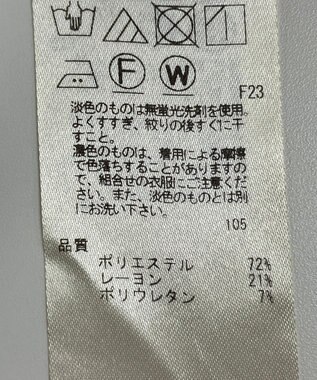 F W F23
淡色のものは無蛍光洗剤を使用。
よくすすぎ、絞りの後すぐに干
すこと。
濃色のものは、着用による摩擦
で色落ちすることがありますの
で、組合せの衣服にご注意くだ
さい。また、淡色のものとは別
にお洗い下さい。
105
品質
ポリエステル 72%
レーヨン 21%
ポリウレタン 7%